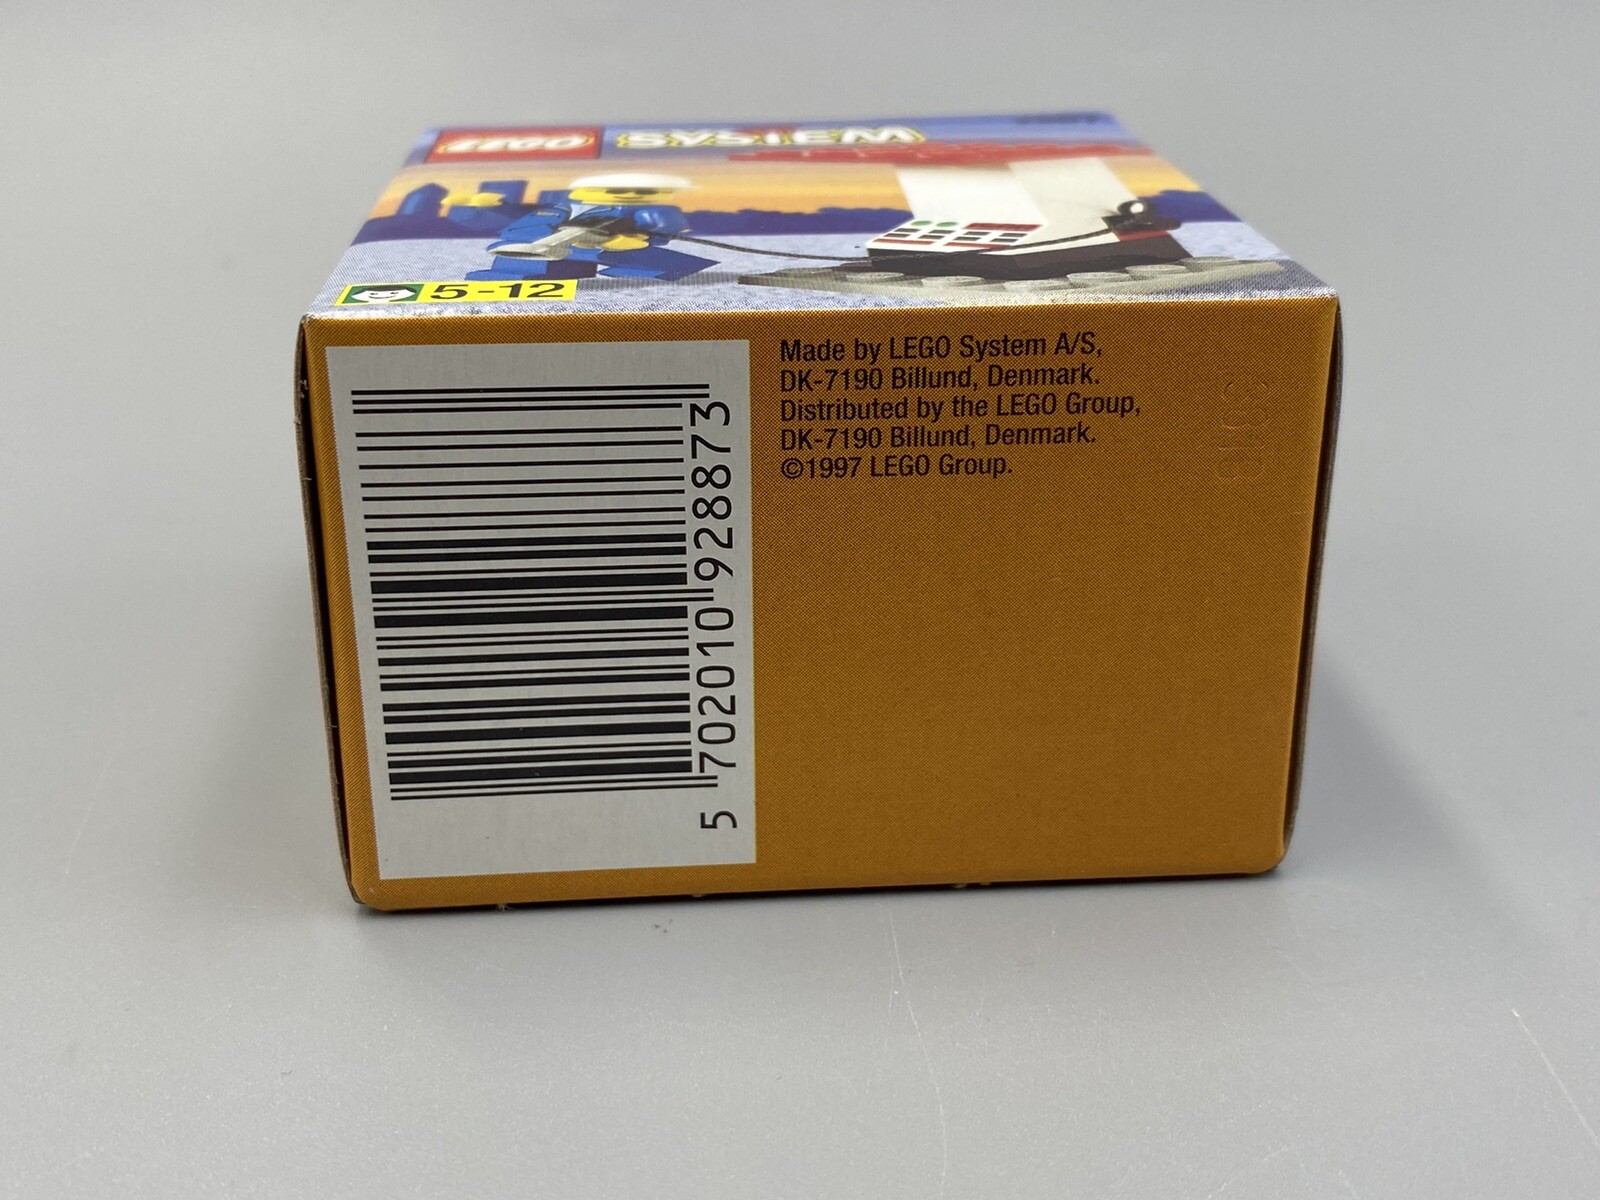 LEGO SYSTEM
5-12
Made by LEGO System A/S,
DK-7190 Billund, Denmark.
Distributed by the LEGO Group,
DK-7190 Billund, Denmark.
©1997 LEGO Group.
5 702010 928873